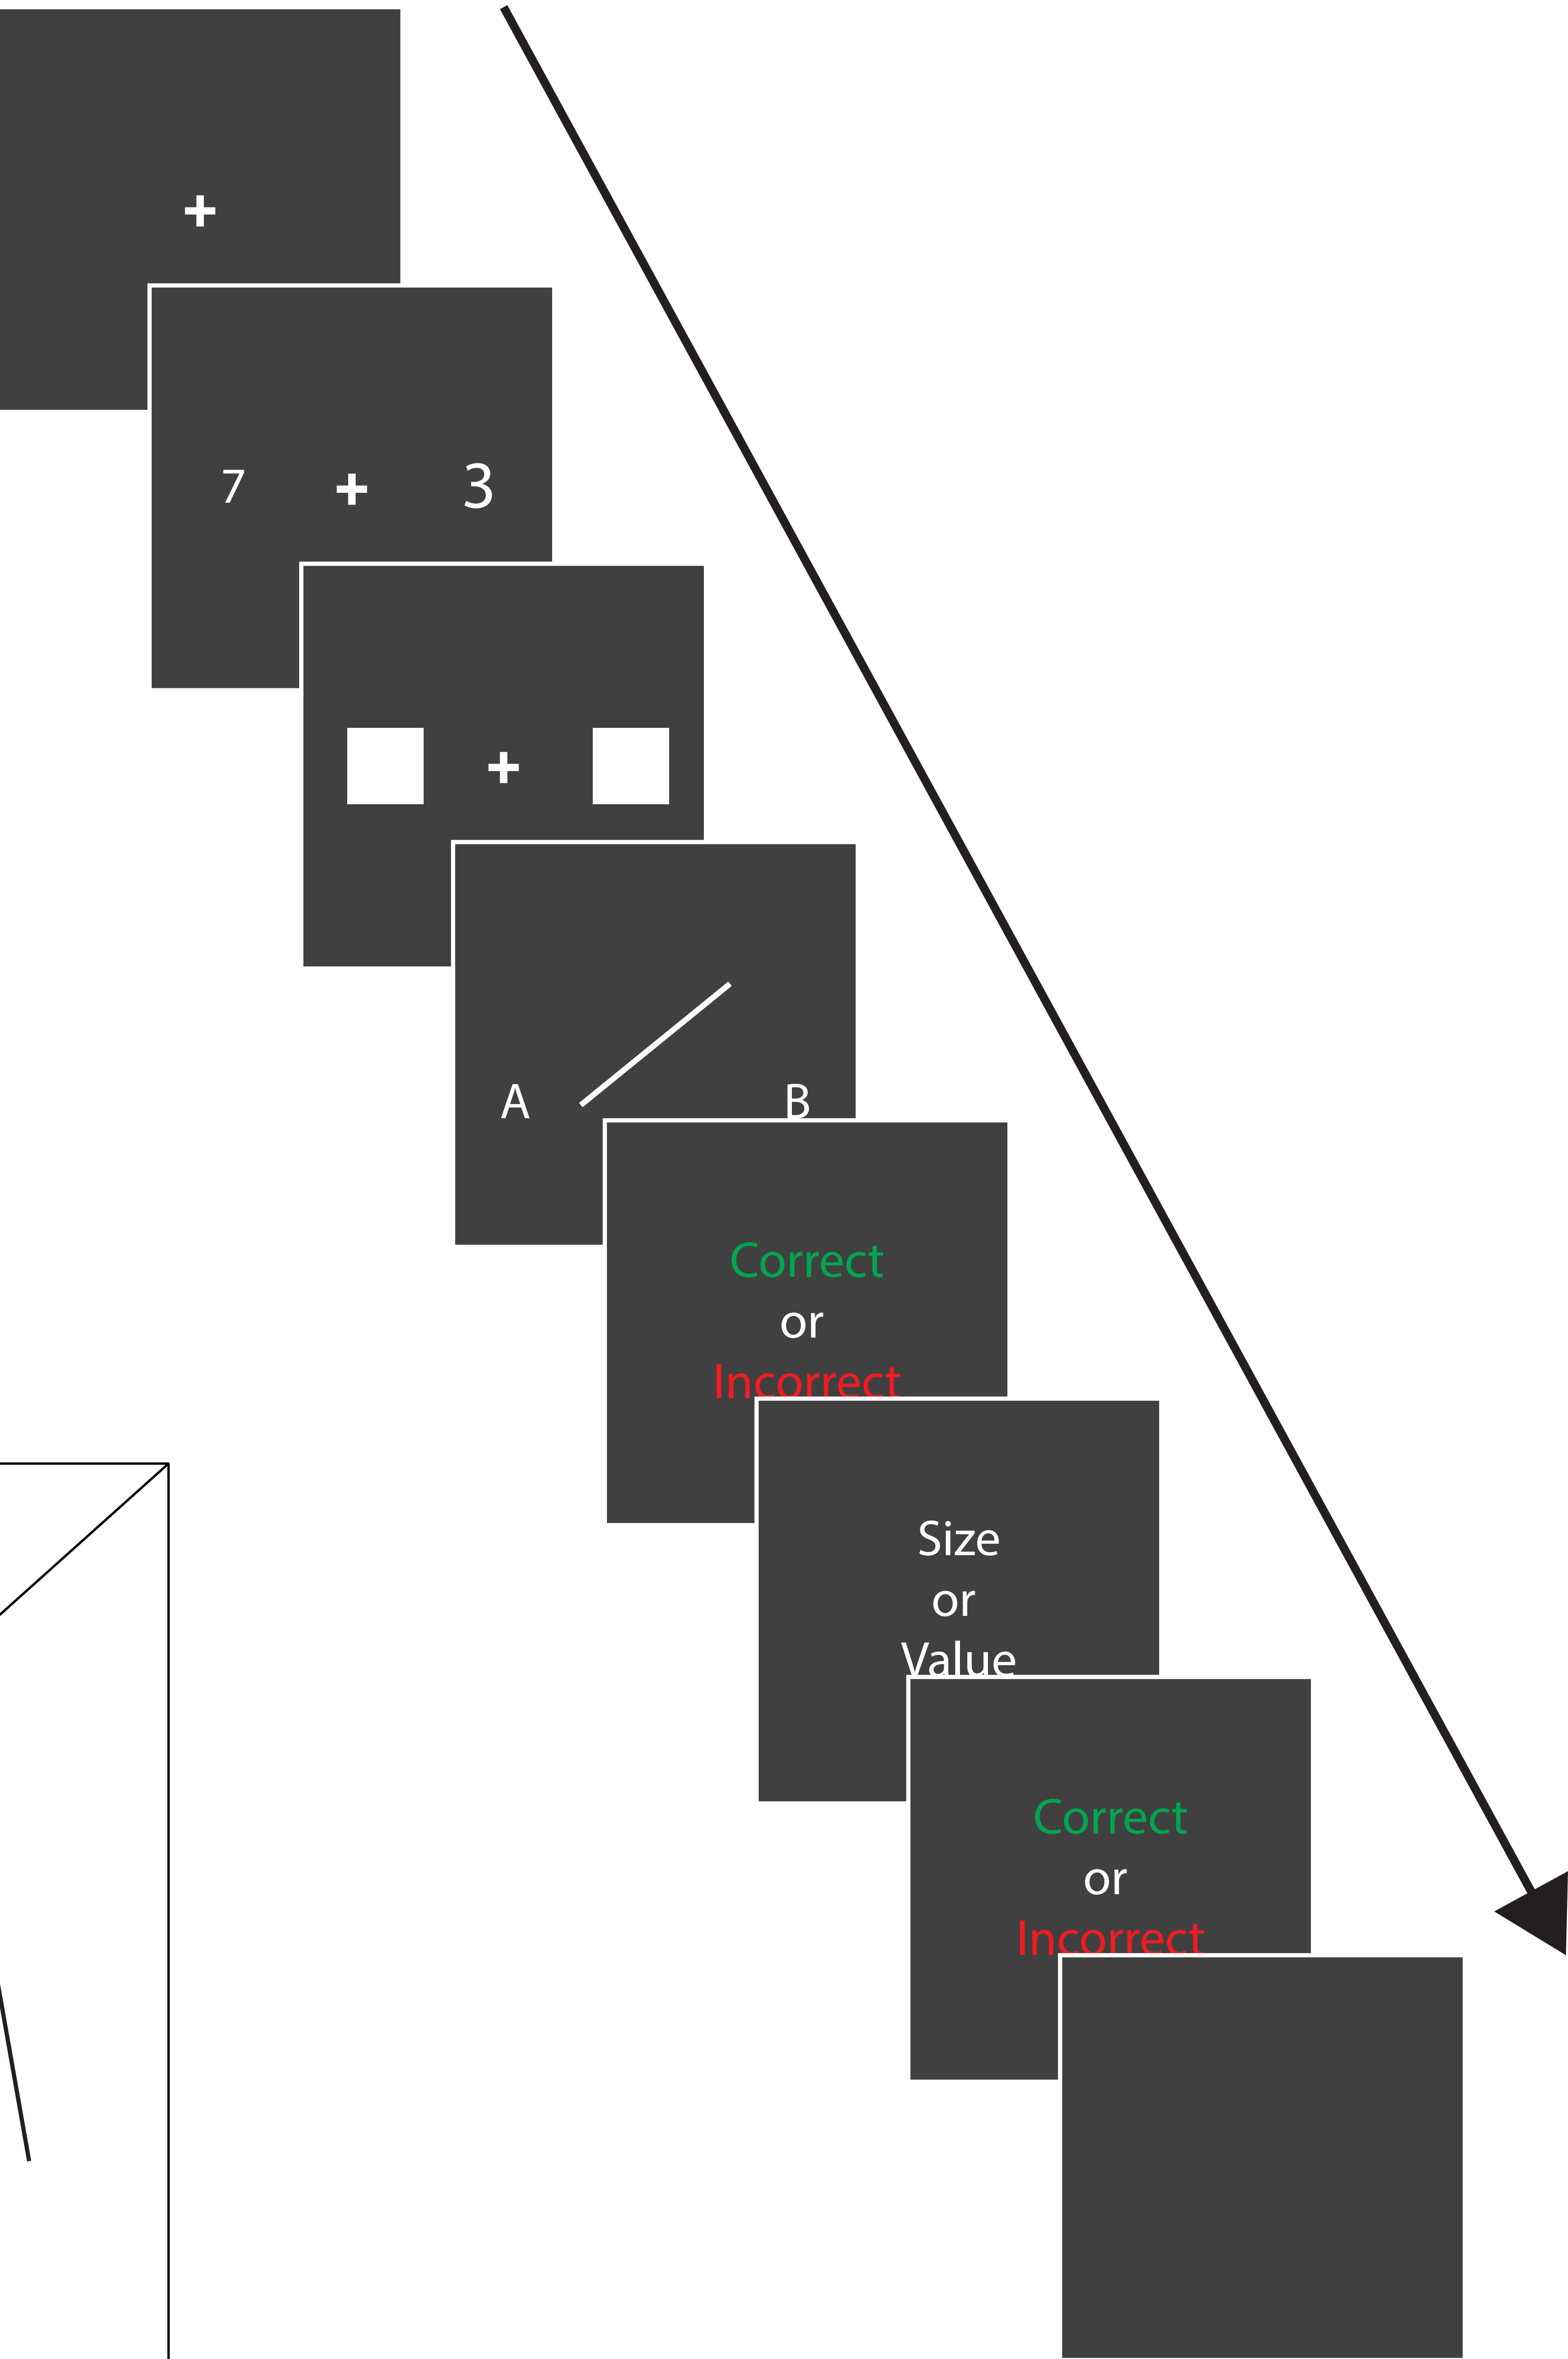 +
7 + 3
+
A B
Correct
or
Incorrect
Size
or
Value
Correct
or
Incorrect